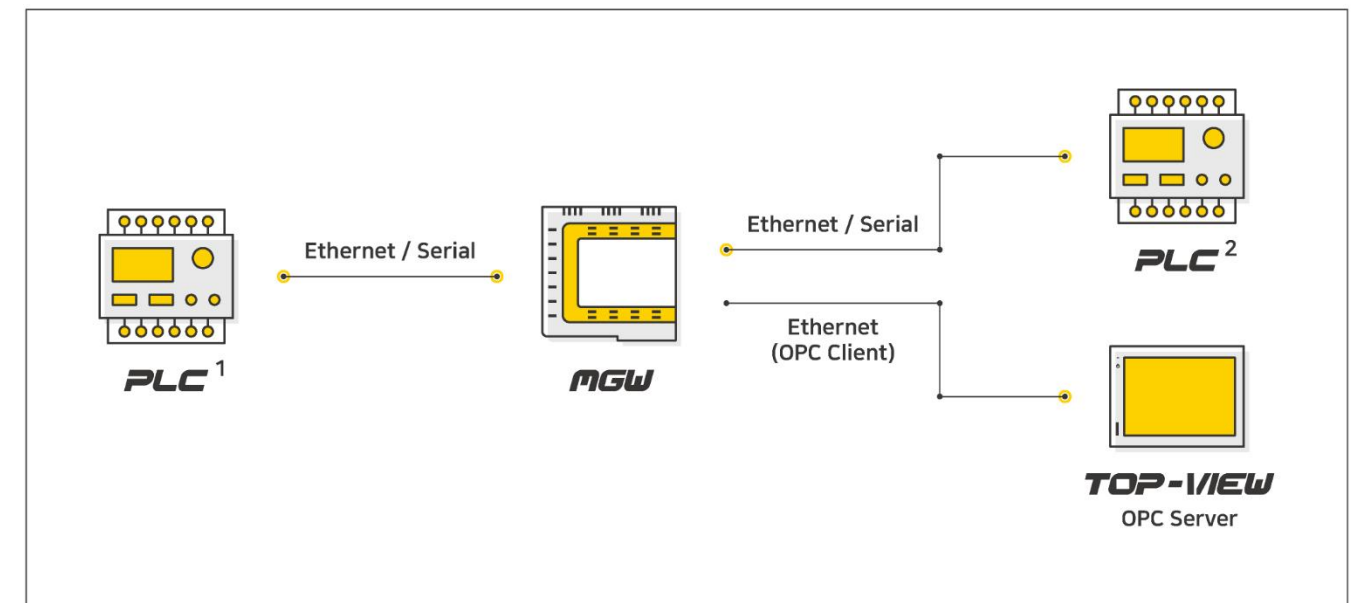 Ethernet / Serial
PLC 1
MGW
Ethernet / Serial
Ethernet
(OPC Client)
PLC 2
TOP-VIEW
OPC Server